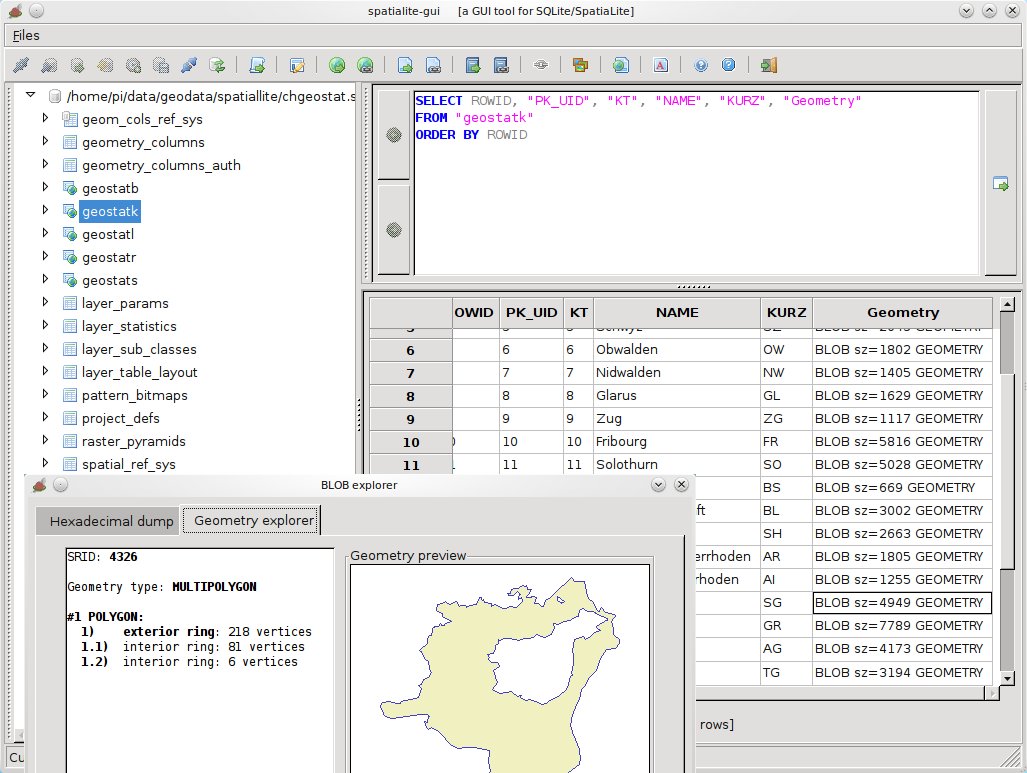 spatialite-gui [a GUI tool for SQLite/SpatiaLite]
Files
/home/pi/data/geodata/spatiallite/chgeostat.s
geom_cols_ref_sys
geometry_columns
geometry_columns_auth
geostatb
geostatk
geostatl
geostatr
geostats
layer_params
layer_statistics
layer_sub_classes
layer_table_layout
pattern_bitmaps
project_defs
raster_pyramids
spatial_ref_sys
SELECT ROWID, "PK_UID", "KT", "NAME", "KURZ", "Geometry"
FROM "geostatk"
ORDER BY ROWID
OWID PK_UID KT NAME KURZ Geometry
6 6 6 Obwalden OW BLOB sz=1802 GEOMETRY
7 7 7 Nidwalden NW BLOB sz=1405 GEOMETRY
8 8 8 Glarus GL BLOB sz=1629 GEOMETRY
9 9 9 Zug ZG BLOB sz=1117 GEOMETRY
10 10 10 Fribourg FR BLOB sz=5816 GEOMETRY
11 11 11 Solothurn SO BLOB sz=5028 GEOMETRY
BS BLOB sz=669 GEOMETRY
ft BL BLOB sz=3002 GEOMETRY
SH BLOB sz=2663 GEOMETRY
errhoden AR BLOB sz=1805 GEOMETRY
rhoden AI BLOB sz=1255 GEOMETRY
SG BLOB sz=4949 GEOMETRY
GR BLOB sz=7789 GEOMETRY
AG BLOB sz=4173 GEOMETRY
TG BLOB sz=3194 GEOMETRY
rows]
Cu
BLOB explorer
Hexadecimal dump Geometry explorer
SRID: 4326
Geometry type: MULTIPOLYGON
#1 POLYGON:
1) exterior ring: 218 vertices
1.1) interior ring: 81 vertices
1.2) interior ring: 6 vertices
Geometry preview